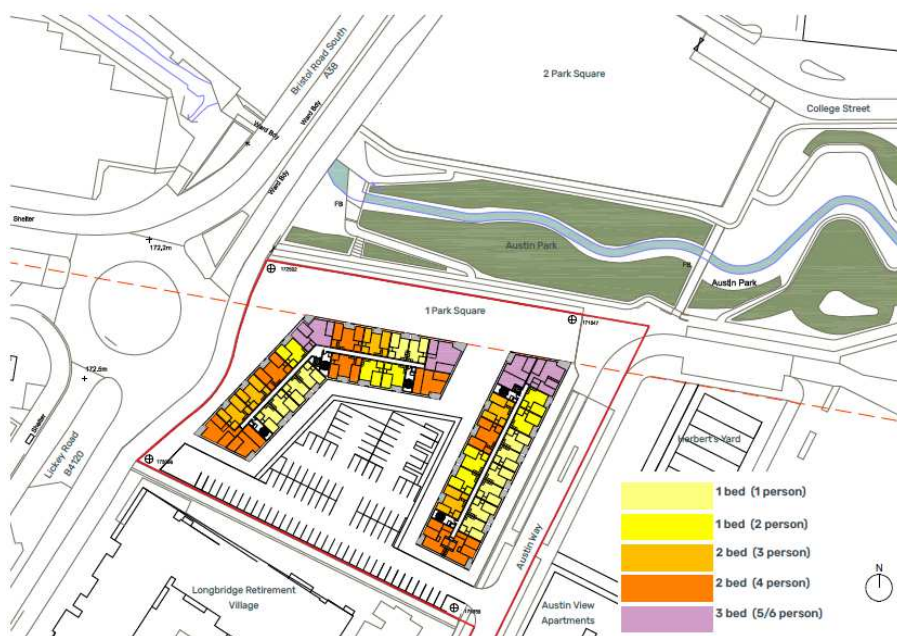 2 Park Square
College Street
Bristol Road South
A38
Ward Bdy
Ward Bdy
Ward Bdy
Shelter
172.2m
FB
Austin Park
FB
Austin Park
1 Park Square
172.6m
Shelter
Lickey Road
B4120
Herbert's Yard
Austin Way
Longbridge Retirement
Village
Austin View
Apartments
1 bed (1 person)
1 bed (2 person)
2 bed (3 person)
2 bed (4 person)
3 bed (5/6 person)
N